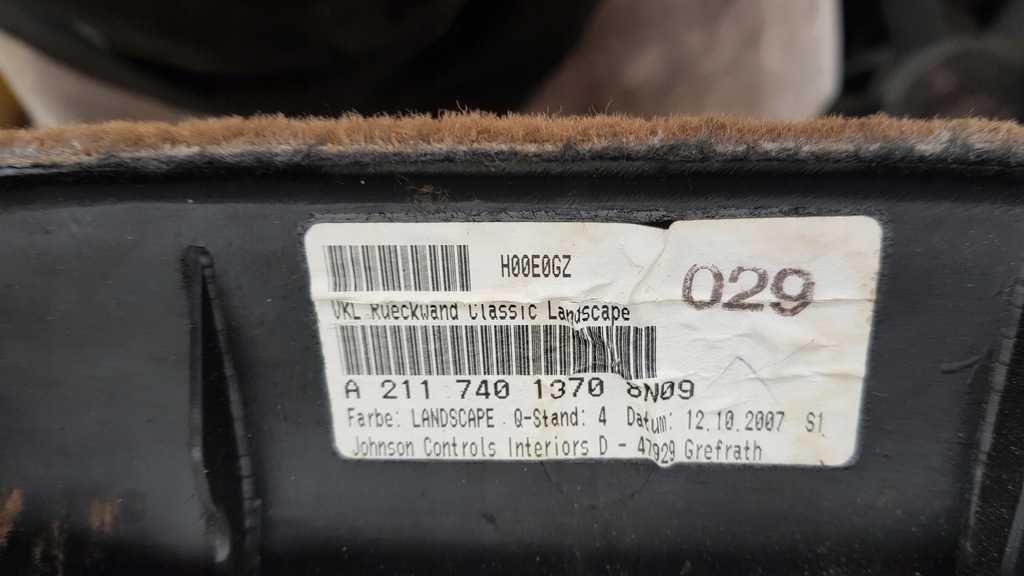 H00E0GZ
029
VKL Rueckwand Classic Landscape
A 211 740 1370 8N09
Farbe: LANDSCAPE Q-Stand: 4 Datum: 12.10.2007 S1
Johnson Controls Interiors D - 47929 Grefrath